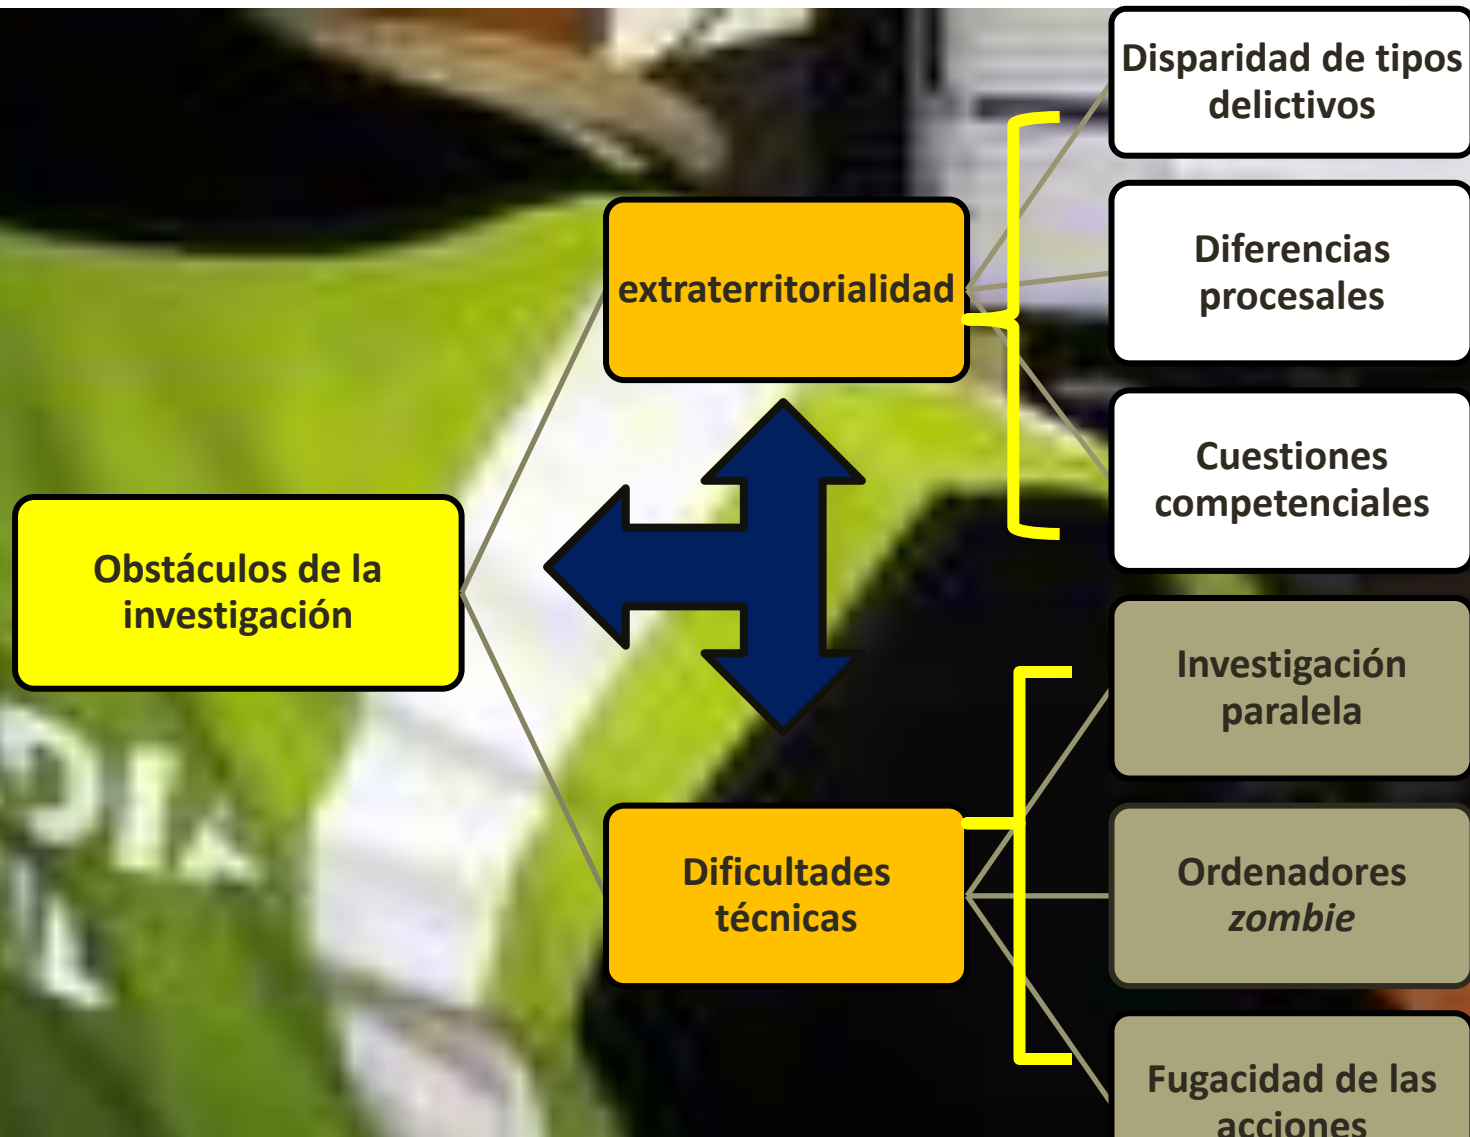 Disparidad de tipos
delictivos
extraterritorialidad
Diferencias
procesales
Cuestiones
competenciales
Obstáculos de la
investigación
Investigación
paralela
Dificultades
técnicas
Ordenadores
zombie
Fugacidad de las
acciones